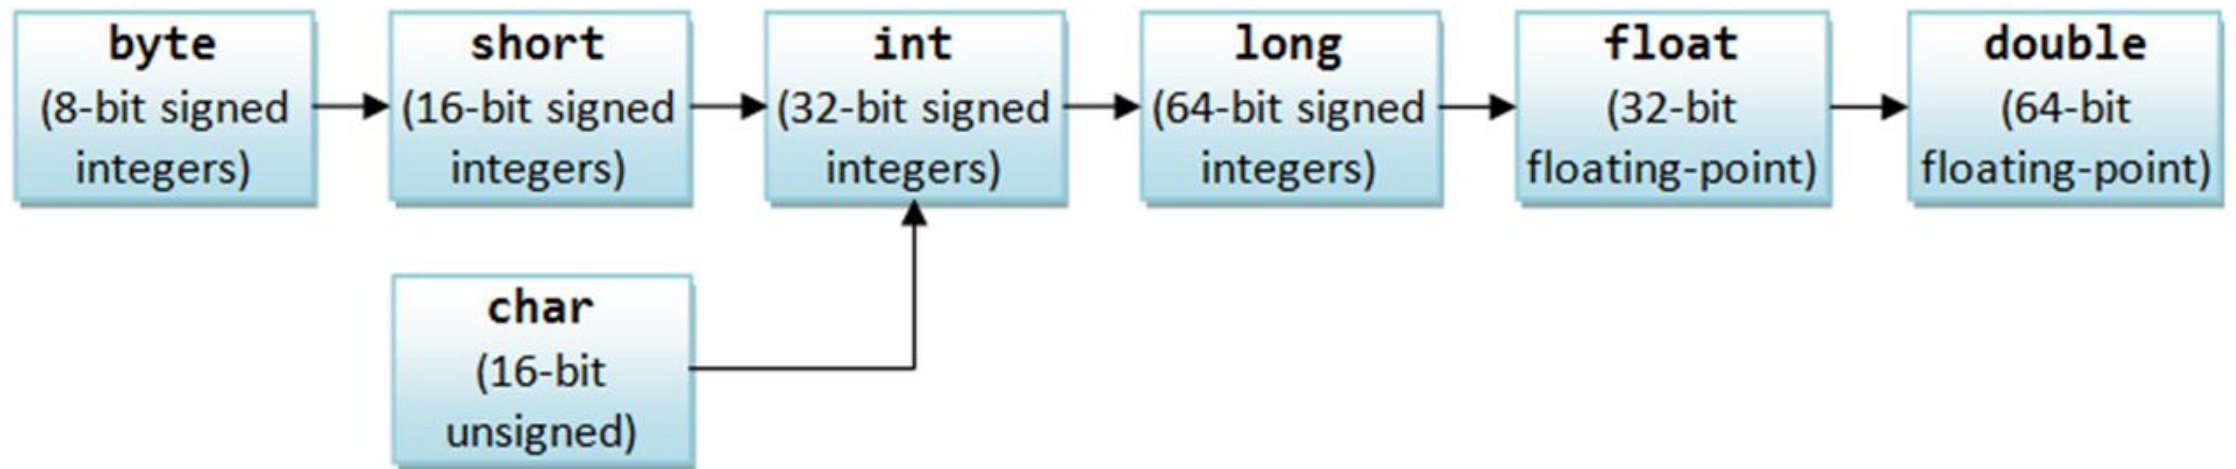 byte
(8-bit signed
integers)
short
(16-bit signed
integers)
int
(32-bit signed
integers)
long
(64-bit signed
integers)
float
(32-bit
floating-point)
double
(64-bit
floating-point)
char
(16-bit
unsigned)